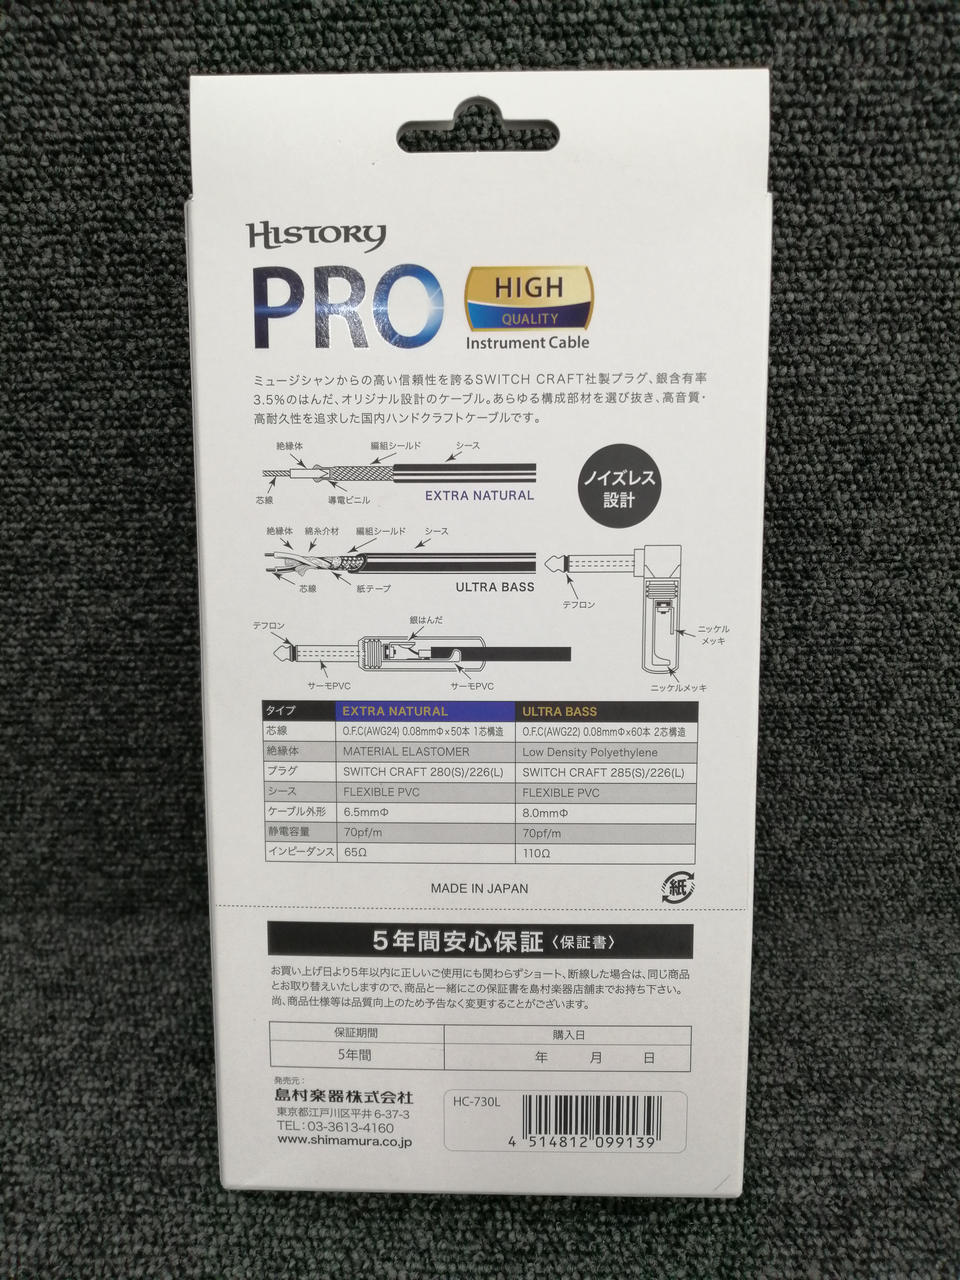 HISTORY
PRO
HIGH
QUALITY
Instrument Cable
ミュージシャンからの高い信頼性を誇るSWITCH CRAFT社製プラグ、銀含有率
3.5%のはんだ、オリジナル設計のケーブル。あらゆる構成部材を選び抜き、高音質・
高耐久性を追求した国内ハンドクラフトケーブルです。
絶縁体 編組シールド シース
芯線 導電ビニル EXTRA NATURAL
ノイズレス
設計
絶縁体 綿糸介材 編組シールド シース
芯線 紙テープ ULTRA BASS
テフロン
ニッケル
メッキ
ニッケルメッキ
テフロン 銀はんだ
サーモPVC サーモPVC
タイプ EXTRA NATURAL ULTRA BASS
芯線 O.F.C(AWG24) 0.08mmΦ×50本 1芯構造 O.F.C(AWG22) 0.08mmΦ×60本 2芯構造
絶縁体 MATERIAL ELASTOMER Low Density Polyethylene
プラグ SWITCH CRAFT 280(S)/226(L) SWITCH CRAFT 285(S)/226(L)
シース FLEXIBLE PVC FLEXIBLE PVC
ケーブル外形 6.5mmΦ 8.0mmΦ
静電容量 70pf/m 70pf/m
インピーダンス 65Ω 110Ω
MADE IN JAPAN
紙
5年間安心保証〈保証書〉
お買い上げ日より5年以内に正しいご使用にも関わらずショート、断線した場合は、同じ商品
とお取り替えいたしますので、商品と一緒にこの保証書を島村楽器店舗までお持ち下さい。
尚、商品仕様等は品質向上のため予告なく変更することがございます。
保証期間 購入日
5年間 年 月 日
発売元：
島村楽器株式会社
東京都江戸川区平井6-37-3
TEL：03-3613-4160
www.shimamura.co.jp
HC-730L
4 514812 099139